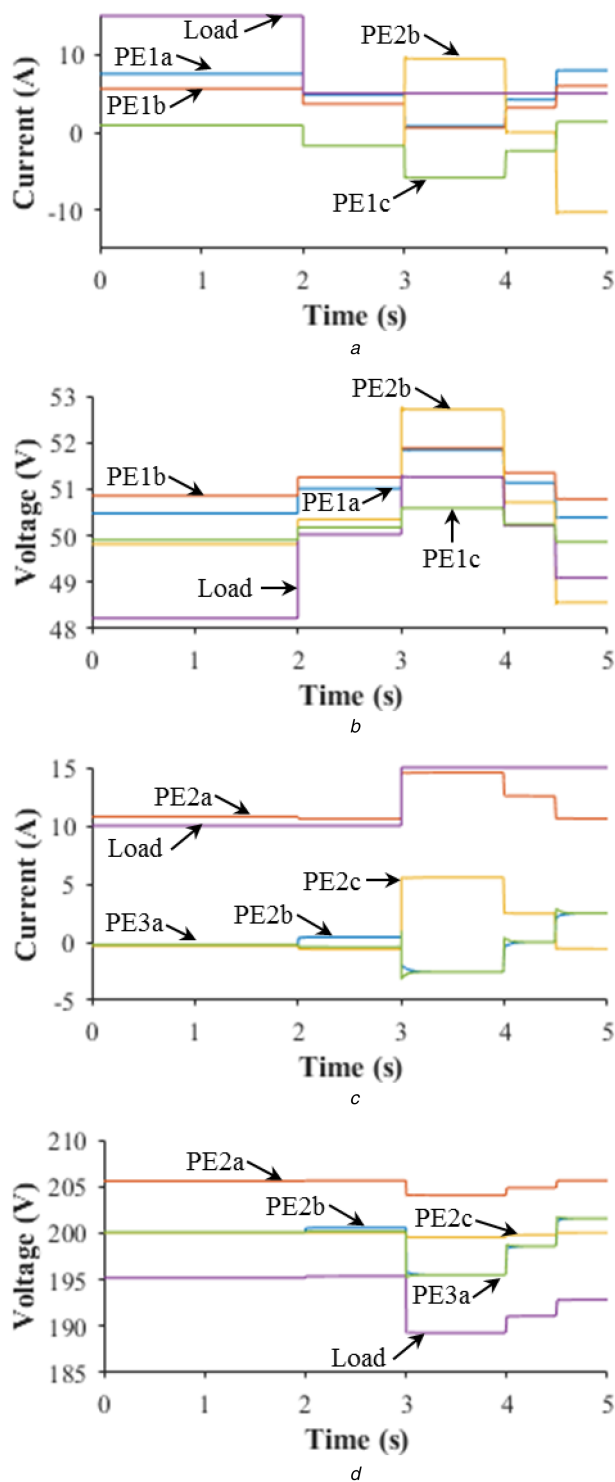 Load
PE2b
PE1a
PE1b
PE1c
Current (A)
10
0
-10
0 1 2 3 4 5
Time (s)
a
PE2b
PE1b
PE1a
PE1c
Load
Voltage (V)
53
52
51
50
49
48
0 1 2 3 4 5
Time (s)
b
PE2a
Load
PE2c
PE2b
PE3a
Current (A)
15
10
5
0
-5
0 1 2 3 4 5
Time (s)
c
PE2a
PE2b
PE2c
PE3a
Load
Voltage (V)
210
205
200
195
190
185
0 1 2 3 4 5
Time (s)
d